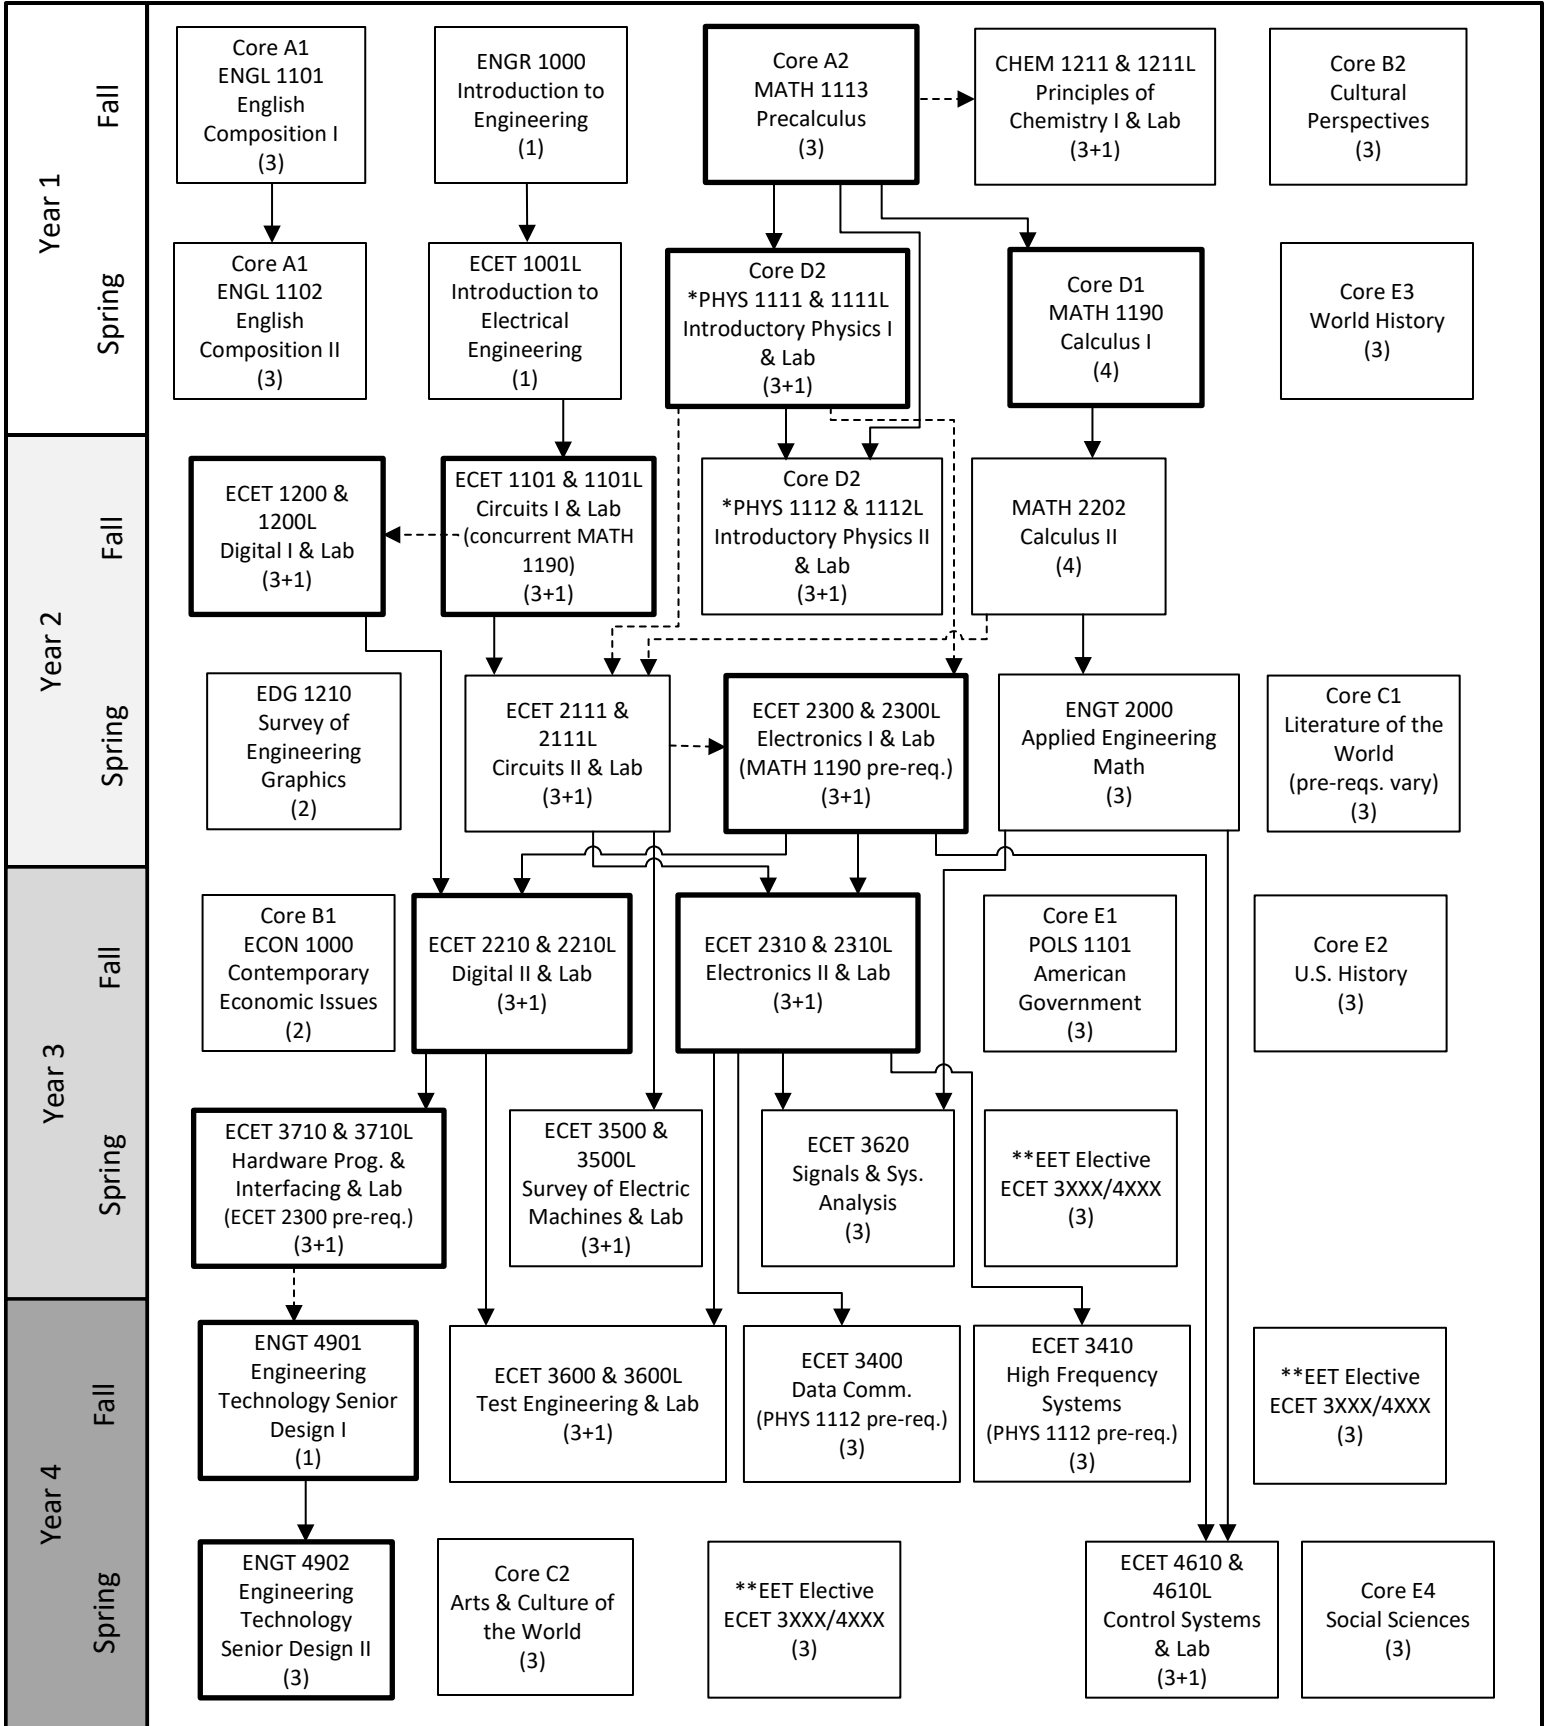 Year 1
Fall
Core A1
ENGL 1101
English
Composition I
(3)
ENGR 1000
Introduction to
Engineering
(1)
Core A2
MATH 1113
Precalculus
(3)
CHEM 1211 & 1211L
Principles of
Chemistry I & Lab
(3+1)
Core B2
Cultural
Perspectives
(3)
Spring
Core A1
ENGL 1102
English
Composition II
(3)
ECET 1001L
Introduction to
Electrical
Engineering
(1)
Core D2
*PHYS 1111 & 1111L
Introductory Physics I
& Lab
(3+1)
Core D1
MATH 1190
Calculus I
(4)
Core E3
World History
(3)
Year 2
Fall
ECET 1200 &
1200L
Digital I & Lab
(3+1)
ECET 1101 & 1101L
Circuits I & Lab
(concurrent MATH
1190)
(3+1)
Core D2
*PHYS 1112 & 1112L
Introductory Physics II
& Lab
(3+1)
MATH 2202
Calculus II
(4)
Spring
EDG 1210
Survey of
Engineering
Graphics
(2)
ECET 2111 &
2111L
Circuits II & Lab
(3+1)
ECET 2300 & 2300L
Electronics I & Lab
(MATH 1190 pre-req.)
(3+1)
ENGT 2000
Applied Engineering
Math
(3)
Core C1
Literature of the
World
(pre-reqs. vary)
(3)
Year 3
Fall
Core B1
ECON 1000
Contemporary
Economic Issues
(2)
ECET 2210 & 2210L
Digital II & Lab
(3+1)
ECET 2310 & 2310L
Electronics II & Lab
(3+1)
Core E1
POLS 1101
American
Government
(3)
Core E2
U.S. History
(3)
Spring
ECET 3710 & 3710L
Hardware Prog. &
Interfacing & Lab
(ECET 2300 pre-req.)
(3+1)
ECET 3500 &
3500L
Survey of Electric
Machines & Lab
(3+1)
ECET 3620
Signals & Sys.
Analysis
(3)
**EET Elective
ECET 3XXX/4XXX
(3)
Year 4
Fall
ENGT 4901
Engineering
Technology Senior
Design I
(1)
ECET 3600 & 3600L
Test Engineering & Lab
(3+1)
ECET 3400
Data Comm.
(PHYS 1112 pre-req.)
(3)
ECET 3410
High Frequency
Systems
(PHYS 1112 pre-req.)
(3)
**EET Elective
ECET 3XXX/4XXX
(3)
Spring
ENGT 4902
Engineering
Technology
Senior Design II
(3)
Core C2
Arts & Culture of
the World
(3)
**EET Elective
ECET 3XXX/4XXX
(3)
ECET 4610 &
4610L
Control Systems
& Lab
(3+1)
Core E4
Social Sciences
(3)